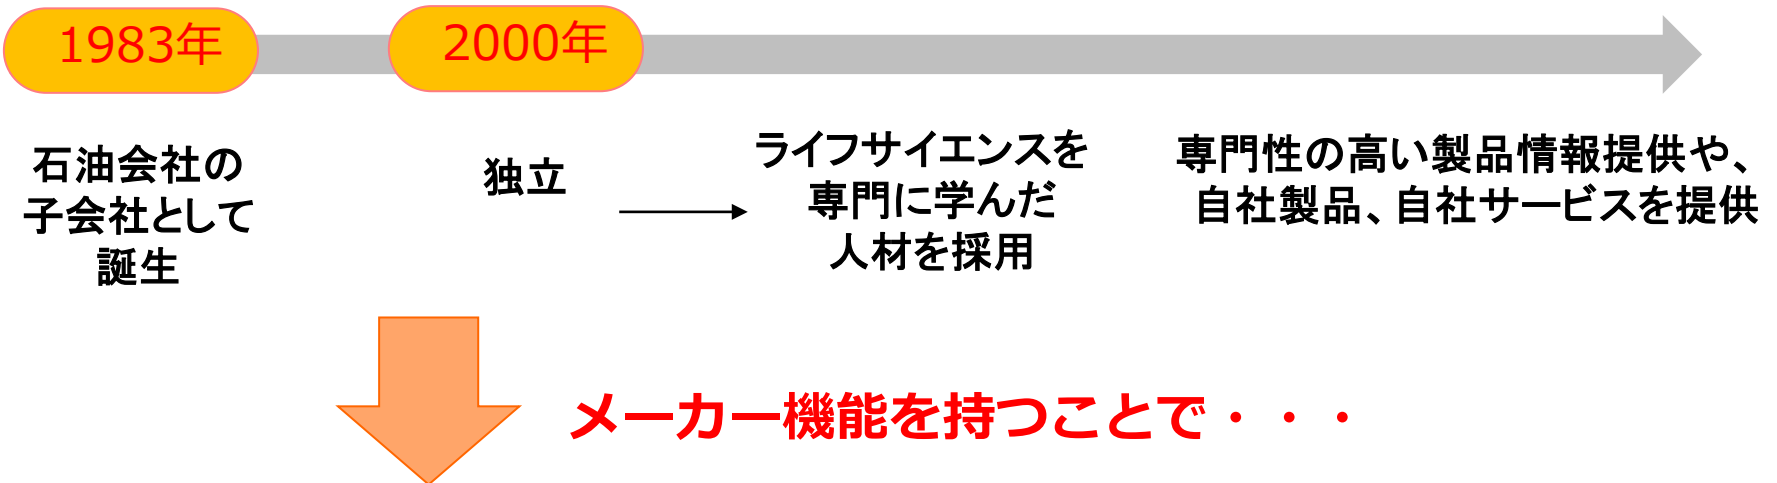 1983年
2000年
石油会社の
子会社として
誕生
独立
ライフサイエンスを
専門に学んだ
人材を採用
専門性の高い製品情報提供や、
自社製品、自社サービスを提供
メーカー機能を持つことで・・・